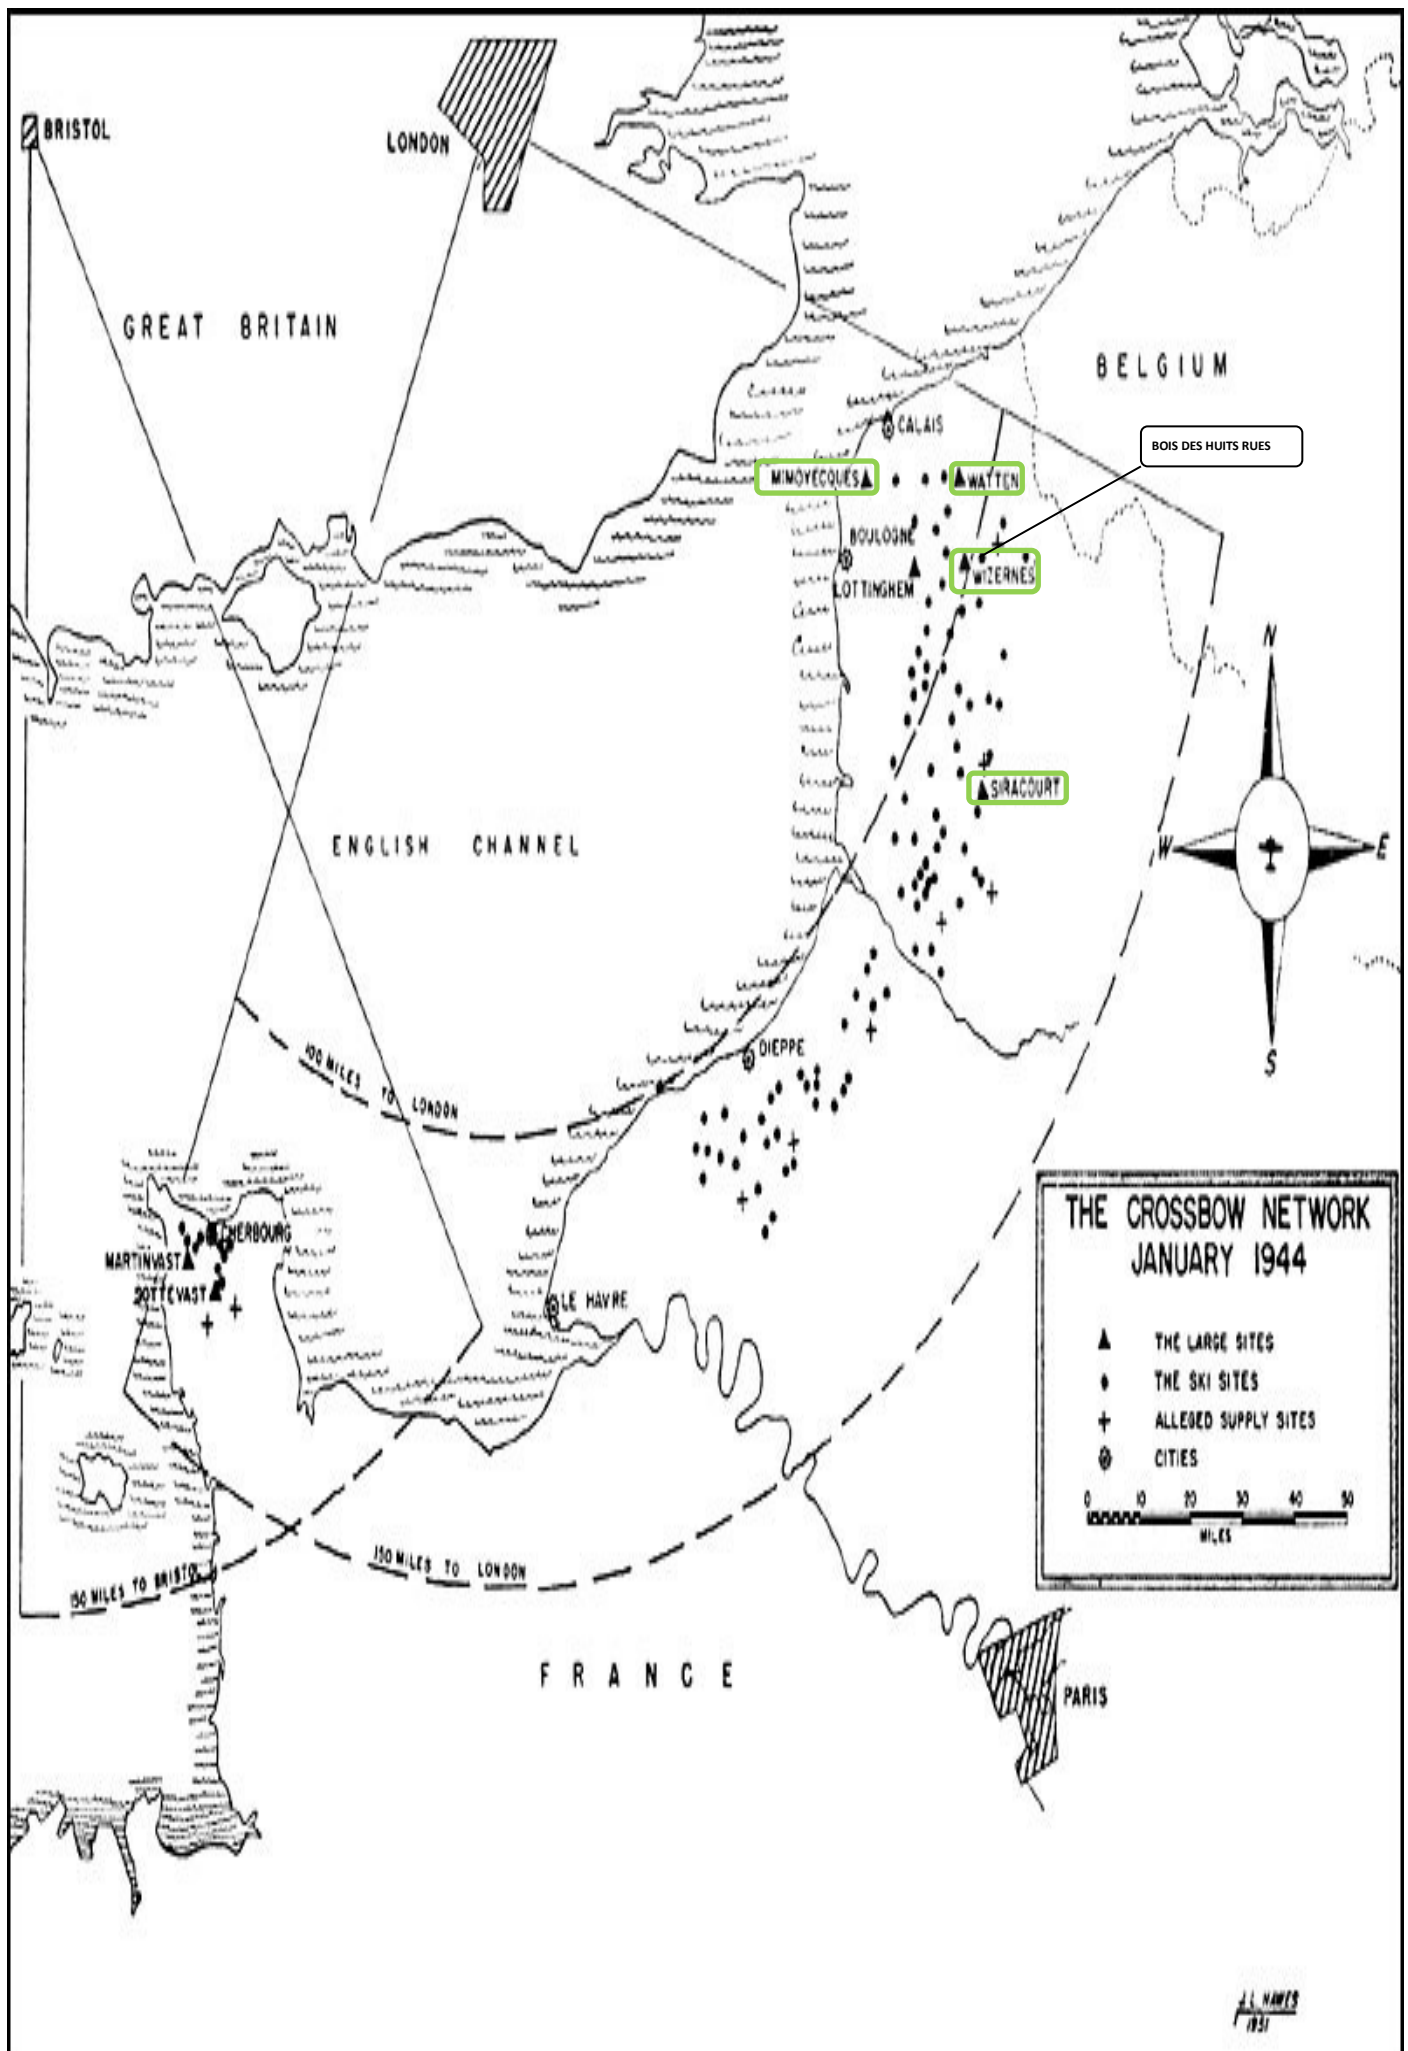 BRISTOL
LONDON
GREAT BRITAIN
BELGIUM
CALAIS
BOIS DES HUITS RUES
MIMOYECQUES
WATTEN
BOULOGNE
WIZERNES
LOTTINGHEM
N
SIRACOURT
ENGLISH CHANNEL
W
E
DIEPPE
S
100 MILES TO LONDON
THE CROSSBOW NETWORK
JANUARY 1944
CHERBOURG
MARTINVAST
SOTTEVAST
LE HAVRE
THE LARGE SITES
THE SKI SITES
ALLEGED SUPPLY SITES
CITIES
0 10 20 30 40 50
MILES
150 MILES TO LONDON
150 MILES TO BRISTOL
FRANCE
PARIS
J.L. HAWES
1951